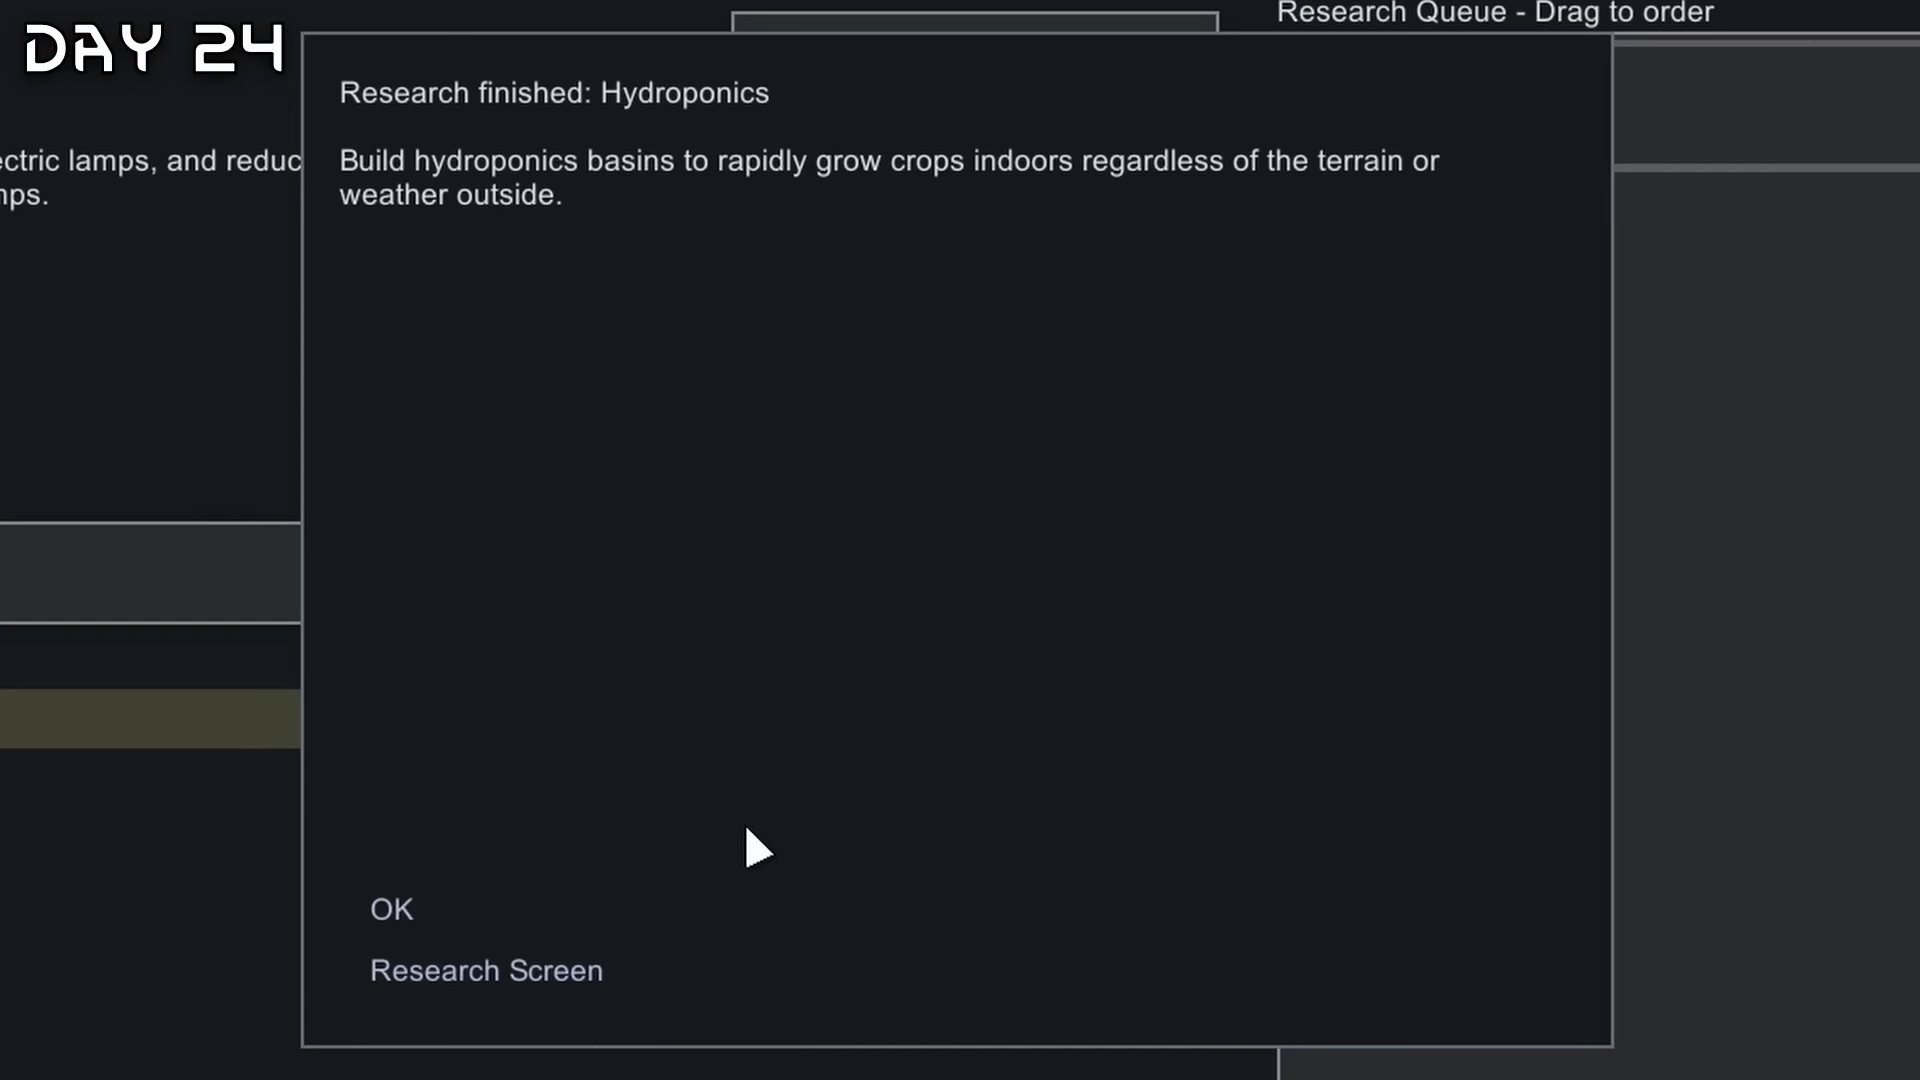 Research Queue - Drag to order
DAY 24
Research finished: Hydroponics
ectric lamps, and reduc
Build hydroponics basins to rapidly grow crops indoors regardless of the terrain or
mps.
weather outside.
OK
Research Screen